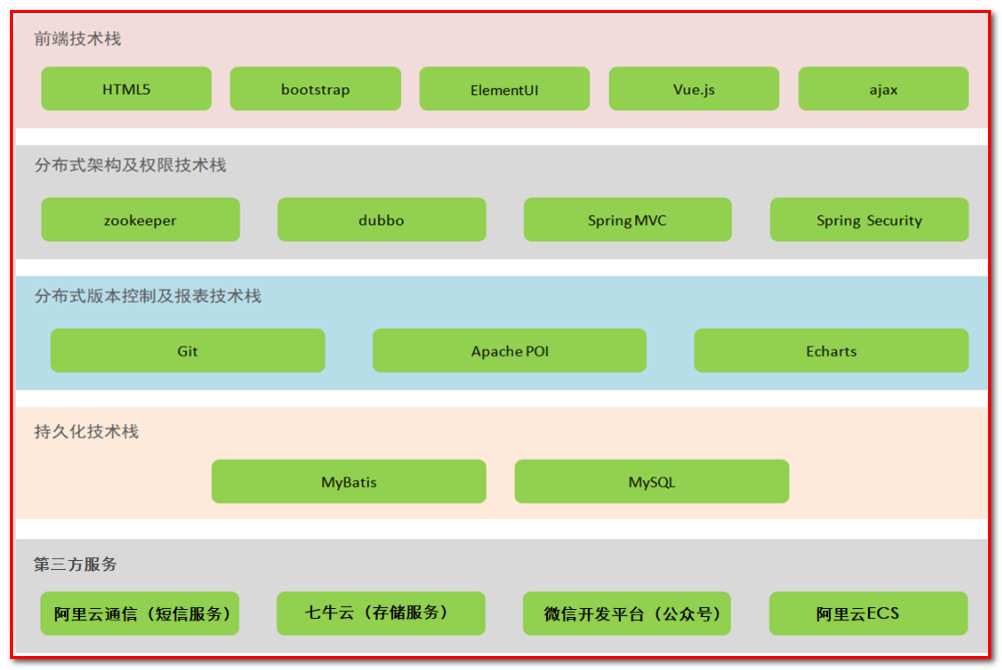 前端技术栈
HTML5 bootstrap ElementUI Vue.js ajax
分布式架构及权限技术栈
zookeeper dubbo Spring MVC Spring Security
分布式版本控制及报表技术栈
Git Apache POI Echarts
持久化技术栈
MyBatis MySQL
第三方服务
阿里云通信（短信服务） 七牛云（存储服务） 微信开发平台（公众号） 阿里云ECS